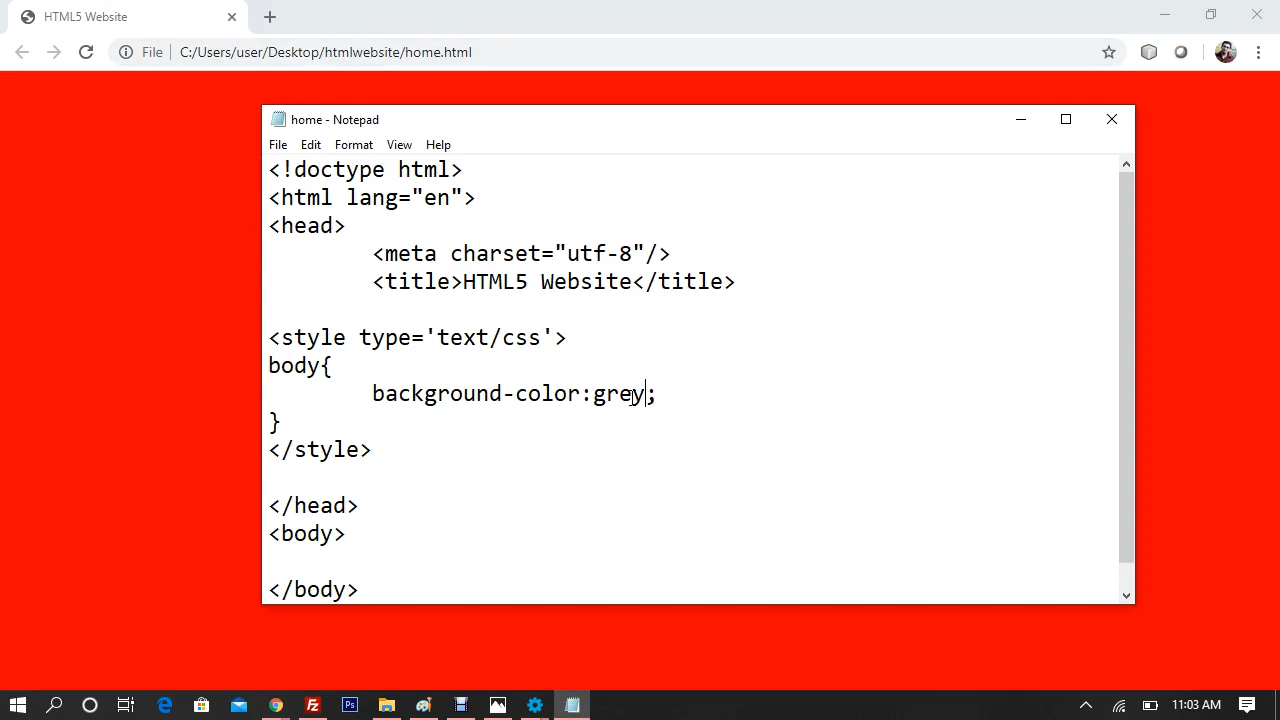 HTML5 Website
File
C:/Users/user/Desktop/htmlwebsite/home.html
home - Notepad
File Edit Format View Help
<!doctype html>
<html lang="en">
<head>
<meta charset="utf-8"/>
<title>HTML5 Website</title>
<style type='text/css'>
body{
background-color:grey;
}
</style>
</head>
<body>
</body>
Fz Ps 11:03 AM